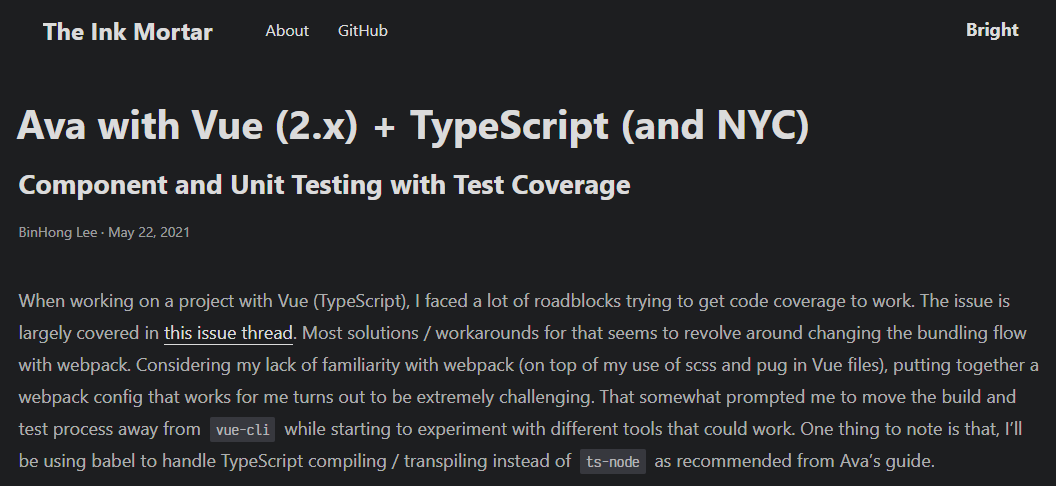 The Ink Mortar About GitHub Bright
Ava with Vue (2.x) + TypeScript (and NYC)
Component and Unit Testing with Test Coverage
BinHong Lee · May 22, 2021
When working on a project with Vue (TypeScript), I faced a lot of roadblocks trying to get code coverage to work. The issue is
largely covered in this issue thread. Most solutions / workarounds for that seems to revolve around changing the bundling flow
with webpack. Considering my lack of familiarity with webpack (on top of my use of scss and pug in Vue files), putting together a
webpack config that works for me turns out to be extremely challenging. That somewhat prompted me to move the build and
test process away from vue-cli while starting to experiment with different tools that could work. One thing to note is that, I’ll
be using babel to handle TypeScript compiling / transpiling instead of ts-node as recommended from Ava’s guide.